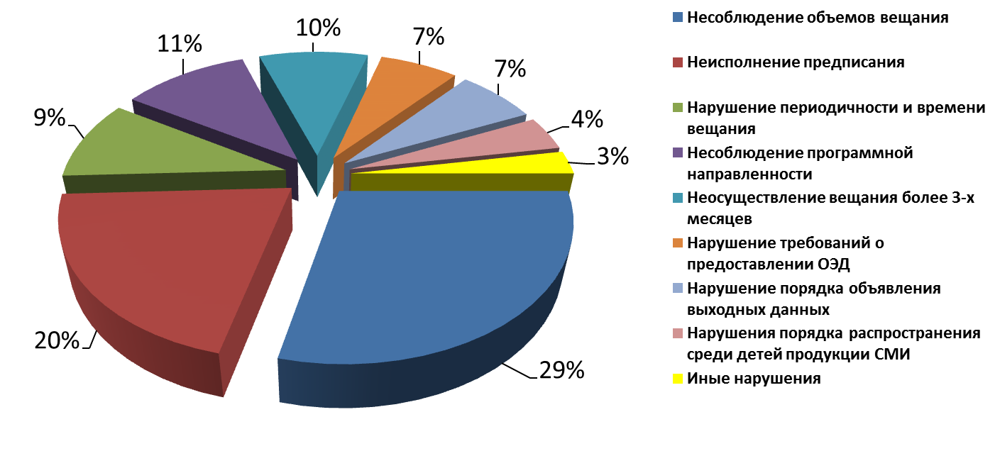 10%
7%
11%
7%
9%
4%
3%
20%
29%
Несоблюдение объемов вещания
Неисполнение предписания
Нарушение периодичности и времени
вещания
Несоблюдение программной
направленности
Неосуществление вещания более 3-х
месяцев
Нарушение требований о
предоставлении ОЭД
Нарушение порядка объявления
выходных данных
Нарушения порядка распространения
среди детей продукции СМИ
Иные нарушения